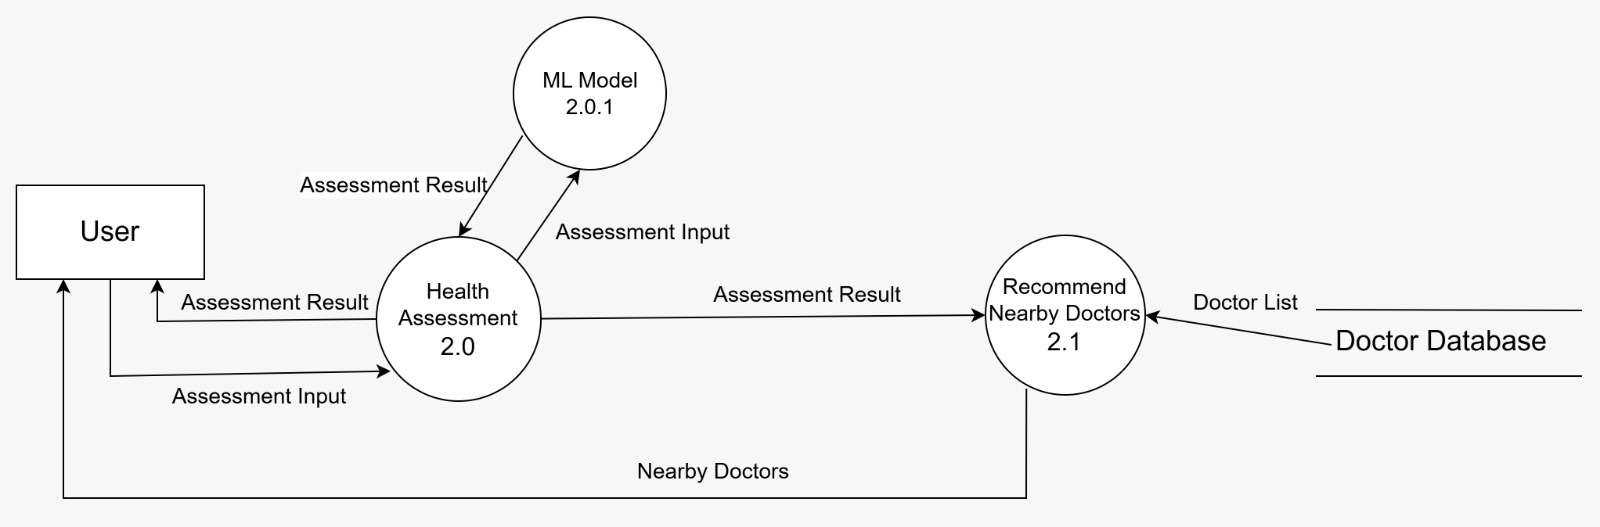 ML Model
2.0.1
Assessment Result
Assessment Input
User
Health
Assessment
2.0
Assessment Result
Assessment Input
Assessment Result
Recommend
Nearby Doctors
2.1
Doctor List
Doctor Database
Nearby Doctors